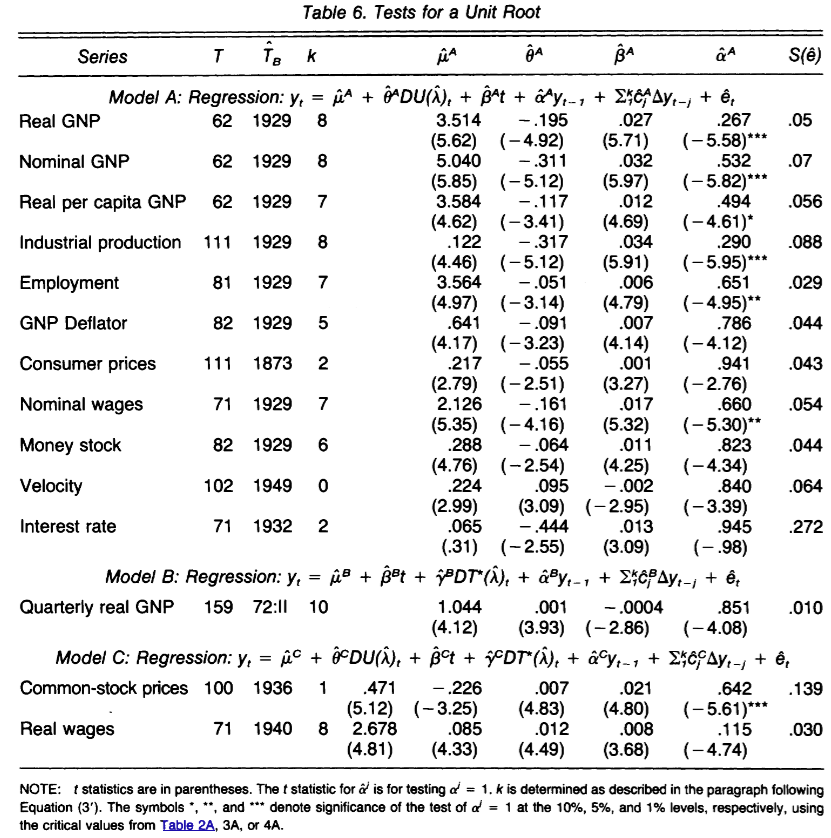 Table 6. Tests for a Unit Root
Series T T̂B k μ̂ᴬ θ̂ᴬ β̂ᴬ α̂ᴬ S(ê)
Model A: Regression: yₜ = μ̂ᴬ + θ̂ᴬDU(λ̂)ₜ + β̂ᴬt + α̂ᴬyₜ₋₁ + Σ₁ᵏĉⱼᴬΔyₜ₋ⱼ + êₜ
Real GNP 62 1929 8 3.514 −.195 .027 .267 .05
(5.62) (−4.92) (5.71) (−5.58)***
Nominal GNP 62 1929 8 5.040 −.311 .032 .532 .07
(5.85) (−5.12) (5.97) (−5.82)***
Real per capita GNP 62 1929 7 3.584 −.117 .012 .494 .056
(4.62) (−3.41) (4.69) (−4.61)*
Industrial production 111 1929 8 .122 −.317 .034 .290 .088
(4.46) (−5.12) (5.91) (−5.95)***
Employment 81 1929 7 3.564 −.051 .006 .651 .029
(4.97) (−3.14) (4.79) (−4.95)**
GNP Deflator 82 1929 5 .641 −.091 .007 .786 .044
(4.17) (−3.23) (4.14) (−4.12)
Consumer prices 111 1873 2 .217 −.055 .001 .941 .043
(2.79) (−2.51) (3.27) (−2.76)
Nominal wages 71 1929 7 2.126 −.161 .017 .660 .054
(5.35) (−4.16) (5.32) (−5.30)**
Money stock 82 1929 6 .288 −.064 .011 .823 .044
(4.76) (−2.54) (4.25) (−4.34)
Velocity 102 1949 0 .224 .095 −.002 .840 .064
(2.99) (3.09) (−2.95) (−3.39)
Interest rate 71 1932 2 .065 −.444 .013 .945 .272
(.31) (−2.55) (3.09) (−.98)
Model B: Regression: yₜ = μ̂ᴮ + β̂ᴮt + γ̂ᴮDT*(λ̂)ₜ + α̂ᴮyₜ₋₁ + Σ₁ᵏĉⱼᴮΔyₜ₋ⱼ + êₜ
Quarterly real GNP 159 72:II 10 1.044 .001 −.0004 .851 .010
(4.12) (3.93) (−2.86) (−4.08)
Model C: Regression: yₜ = μ̂ᶜ + θ̂ᶜDU(λ̂)ₜ + β̂ᶜt + γ̂ᶜDT*(λ̂)ₜ + α̂ᶜyₜ₋₁ + Σ₁ᵏĉⱼᶜΔyₜ₋ⱼ + êₜ
Common-stock prices 100 1936 1 .471 −.226 .007 .021 .642 .139
(5.12) (−3.25) (4.83) (4.80) (−5.61)***
Real wages 71 1940 8 2.678 .085 .012 .008 .115 .030
(4.81) (4.33) (4.49) (3.68) (−4.74)
NOTE: t statistics are in parentheses. The t statistic for α̂ʲ is for testing αʲ = 1. k is determined as described in the paragraph following
Equation (3′). The symbols *, **, and *** denote significance of the test of αʲ = 1 at the 10%, 5%, and 1% levels, respectively, using
the critical values from Table 2A, 3A, or 4A.